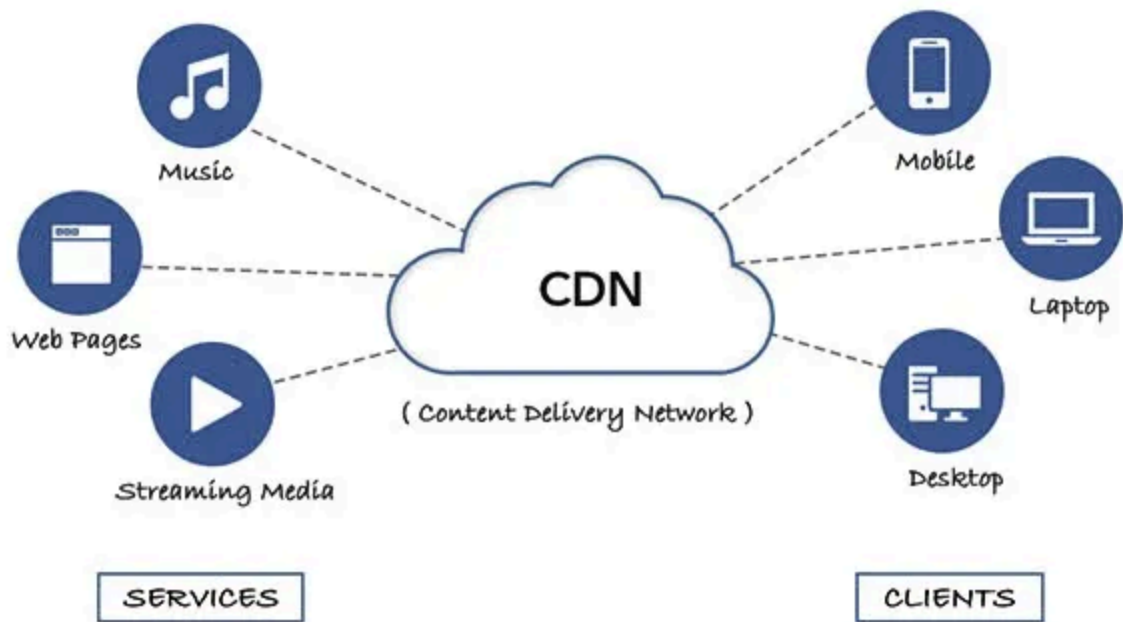 Music
Mobile
Web Pages
CDN
Laptop
Streaming Media
( Content Delivery Network )
Desktop
SERVICES
CLIENTS